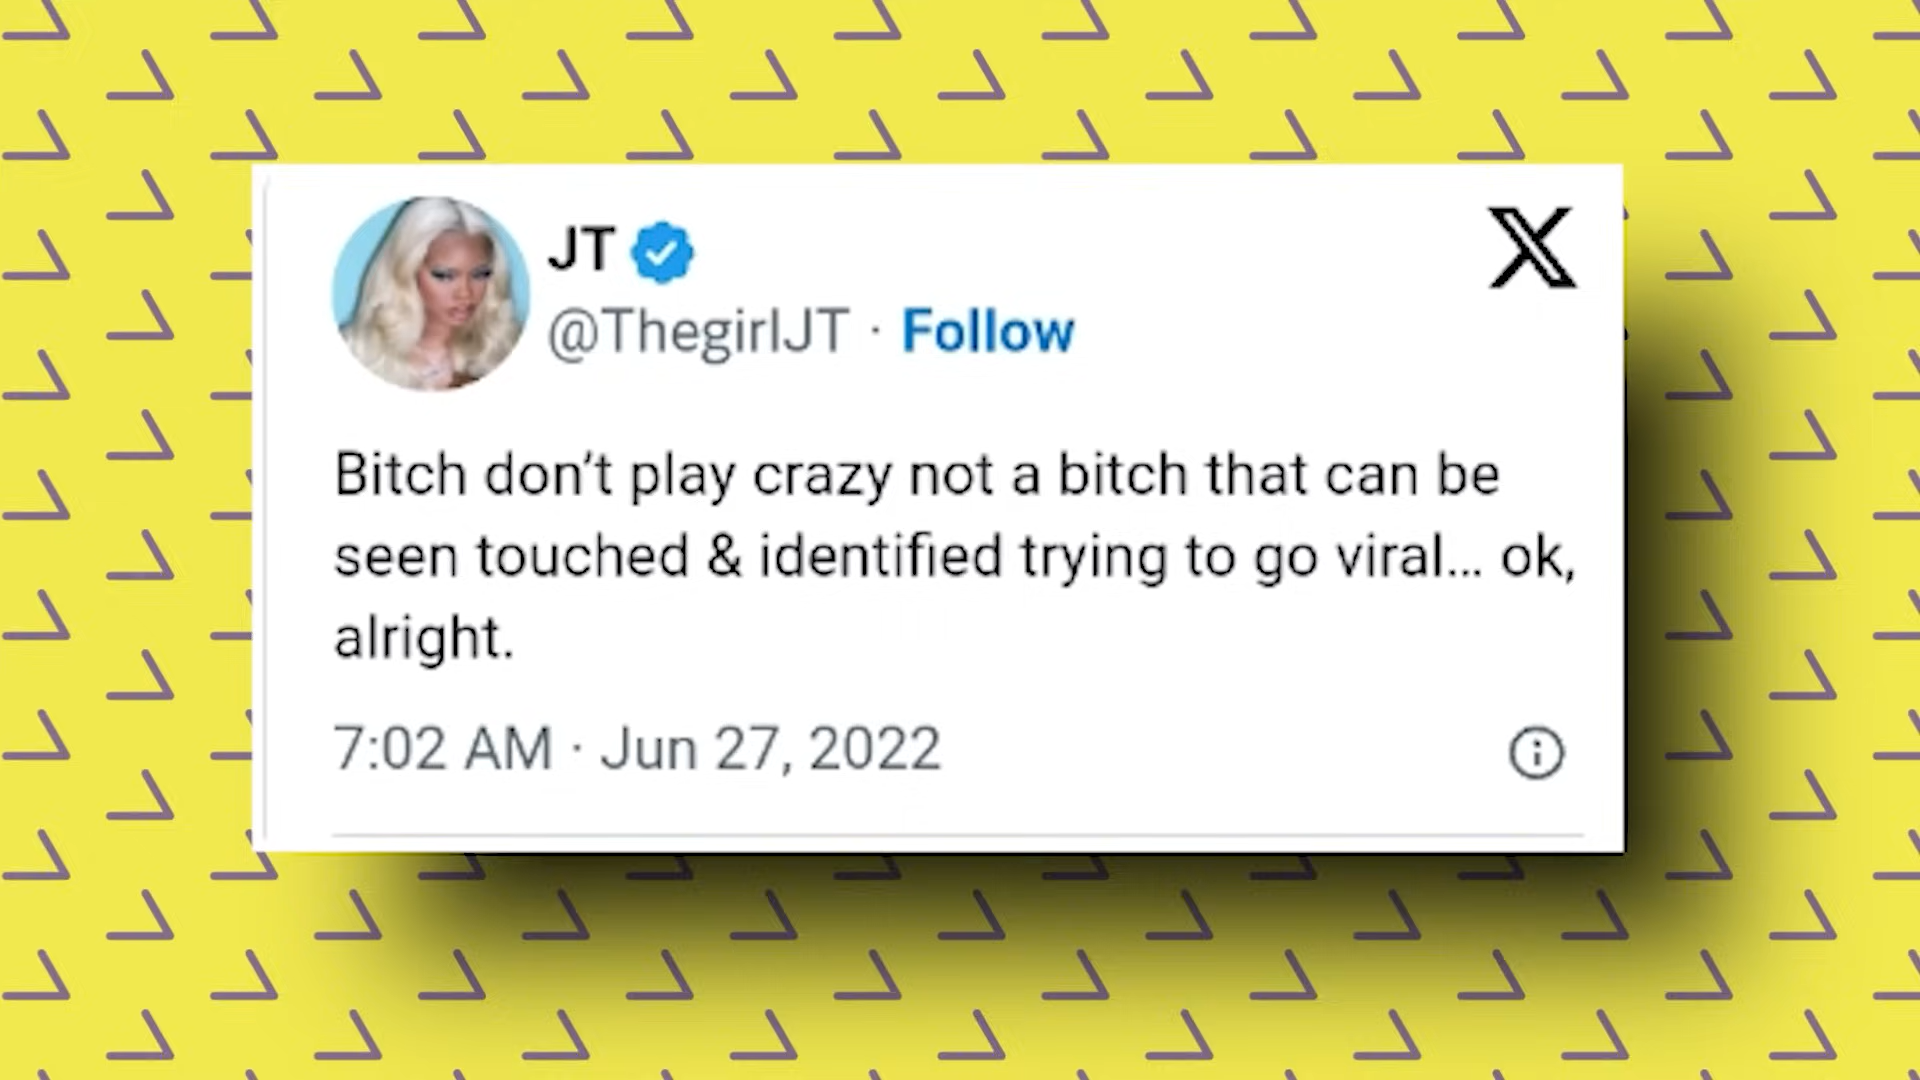 JT
@ThegirlJT · Follow
Bitch don’t play crazy not a bitch that can be
seen touched & identified trying to go viral... ok,
alright.
7:02 AM · Jun 27, 2022